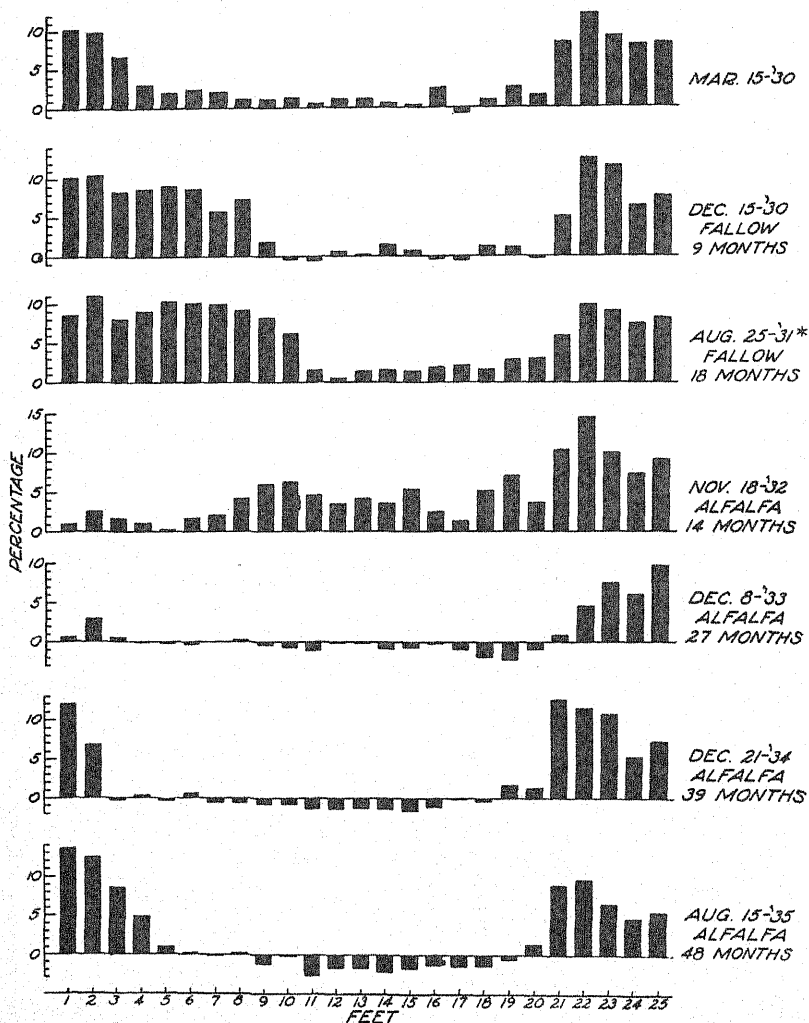 10
5
0
MAR. 15-'30
10
5
0
DEC. 15-'30
FALLOW
9 MONTHS
10
5
0
AUG. 25-'31*
FALLOW
18 MONTHS
15
10
5
0
NOV. 18-'32
ALFALFA
14 MONTHS
PERCENTAGE
10
5
0
DEC. 8-'33
ALFALFA
27 MONTHS
10
5
0
DEC. 21-'34
ALFALFA
39 MONTHS
10
5
0
AUG. 15-'35
ALFALFA
48 MONTHS
1 2 3 4 5 6 7 8 9 10 11 12 13 14 15 16 17 18 19 20 21 22 23 24 25
FEET